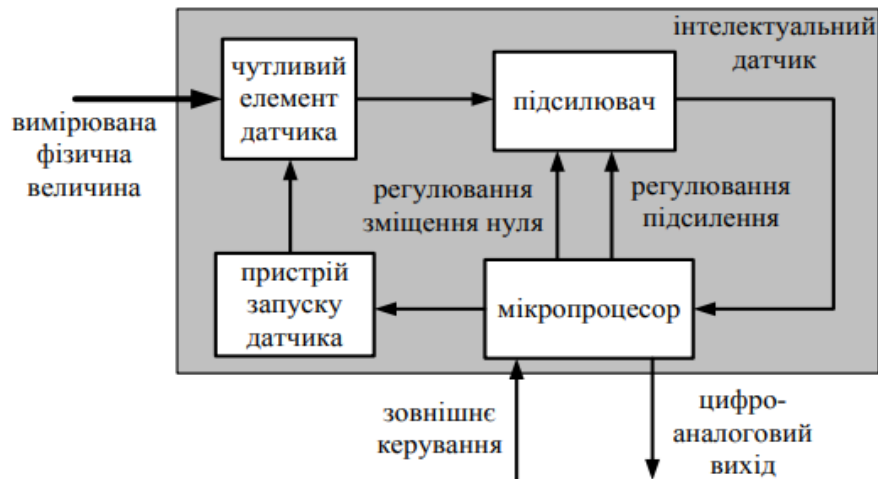 інтелектуальний
датчик
чутливий
елемент
датчика
підсилювач
вимірювана
фізична
величина
регулювання
зміщення нуля
регулювання
підсилення
пристрій
запуску
датчика
мікропроцесор
зовнішнє
керування
цифро-
аналоговий
вихід